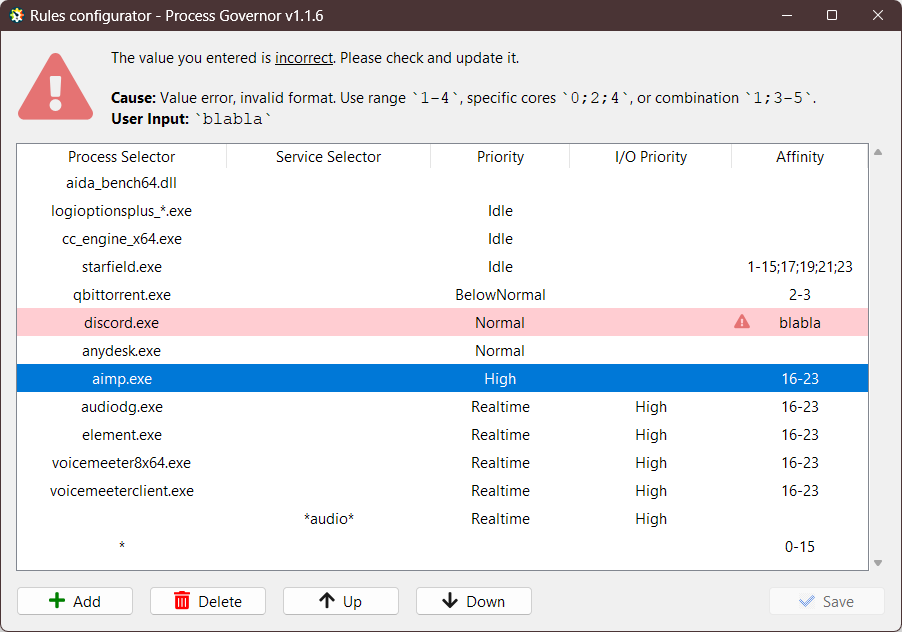 Rules configurator - Process Governor v1.1.6
The value you entered is incorrect. Please check and update it.
Cause: Value error, invalid format. Use range `1-4`, specific cores `0;2;4`, or combination `1;3-5`.
User Input: `blabla`
Process Selector Service Selector Priority I/O Priority Affinity
aida_bench64.dll
logioptionsplus_*.exe Idle
cc_engine_x64.exe Idle
starfield.exe Idle 1-15;17;19;21;23
qbittorrent.exe BelowNormal 2-3
discord.exe Normal blabla
anydesk.exe Normal
aimp.exe High 16-23
audiodg.exe Realtime High 16-23
element.exe Realtime High 16-23
voicemeeter8x64.exe Realtime High 16-23
voicemeeterclient.exe Realtime High 16-23
*audio* Realtime High
* 0-15
Add Delete Up Down Save